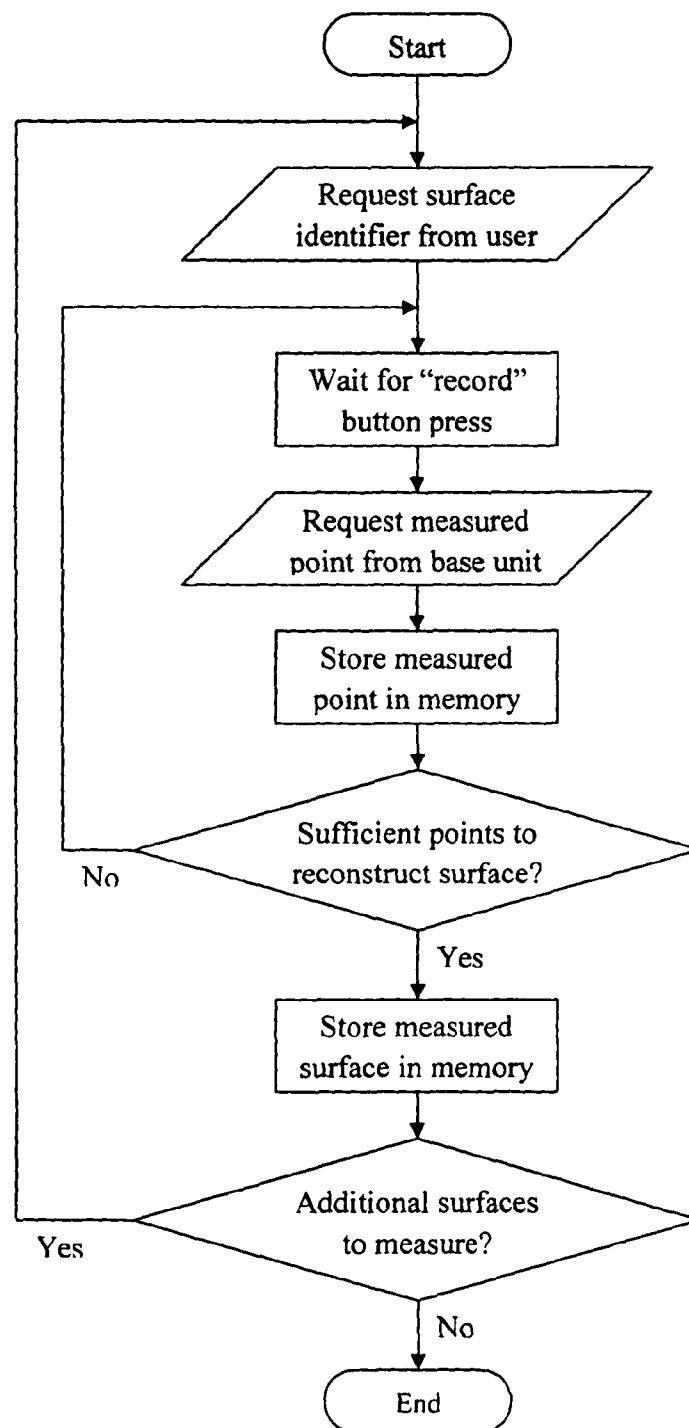 Start
Request surface
identifier from user
Wait for “record”
button press
Request measured
point from base unit
Store measured
point in memory
Sufficient points to
reconstruct surface?
No
Yes
Store measured
surface in memory
Additional surfaces
to measure?
Yes
No
End